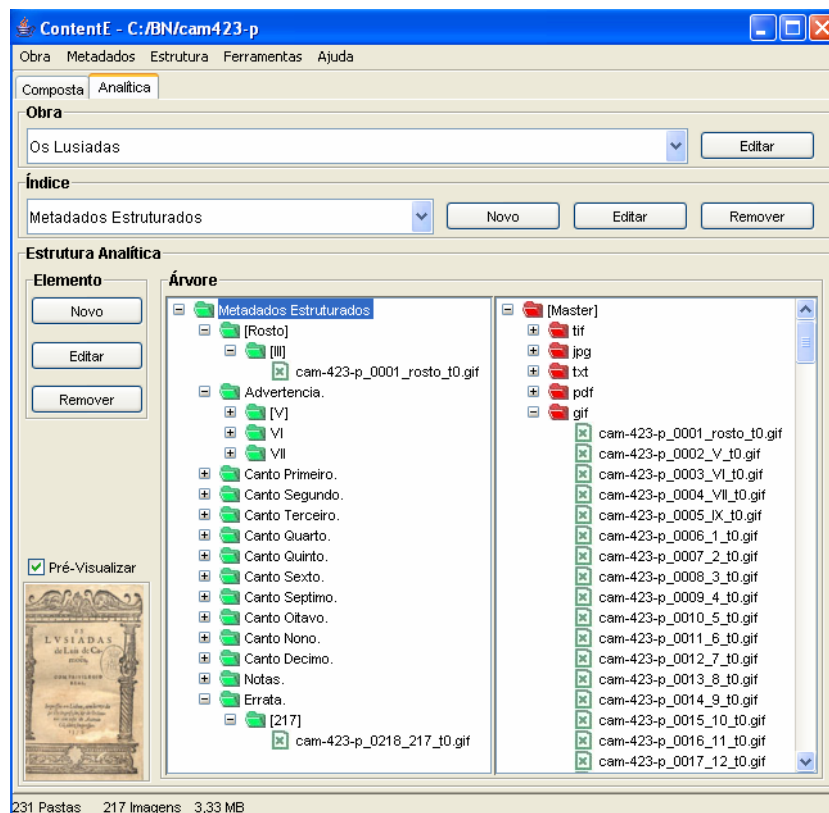 ContentE - C:/BN/cam423-p
Obra Metadados Estrutura Ferramentas Ajuda
Composta Analítica
Obra
Os Lusiadas
Editar
Índice
Metadados Estruturados
Novo Editar Remover
Estrutura Analítica
Elemento
Novo
Editar
Remover
Pré-Visualizar
LVSIADAS
de Luis de Ca-
Árvore
Metadados Estruturados
[Rosto]
[III]
cam-423-p_0001_rosto_t0.gif
Advertencia.
[V]
VI
VII
Canto Primeiro.
Canto Segundo.
Canto Terceiro.
Canto Quarto.
Canto Quinto.
Canto Sexto.
Canto Septimo.
Canto Oitavo.
Canto Nono.
Canto Decimo.
Notas.
Errata.
[217]
cam-423-p_0218_217_t0.gif
[Master]
tif
jpg
txt
pdf
gif
cam-423-p_0001_rosto_t0.gif
cam-423-p_0002_V_t0.gif
cam-423-p_0003_VI_t0.gif
cam-423-p_0004_VII_t0.gif
cam-423-p_0005_IX_t0.gif
cam-423-p_0006_1_t0.gif
cam-423-p_0007_2_t0.gif
cam-423-p_0008_3_t0.gif
cam-423-p_0009_4_t0.gif
cam-423-p_0010_5_t0.gif
cam-423-p_0011_6_t0.gif
cam-423-p_0012_7_t0.gif
cam-423-p_0013_8_t0.gif
cam-423-p_0014_9_t0.gif
cam-423-p_0015_10_t0.gif
cam-423-p_0016_11_t0.gif
cam-423-p_0017_12_t0.gif
231 Pastas 217 Imagens 3,33 MB